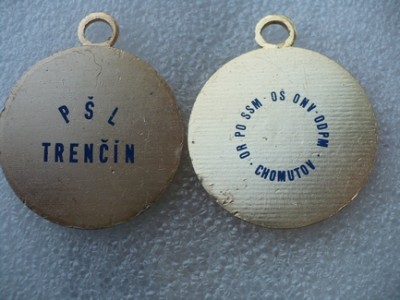 PŠL
TRENČÍN
OR PO SSM · OŠ ONV · ODPM · CHOMUTOV ·